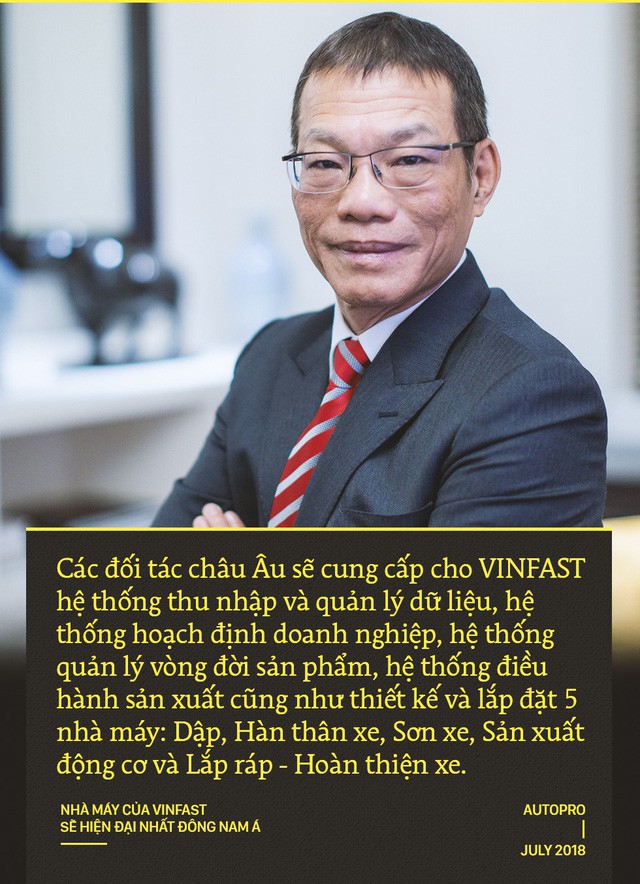 Các đối tác châu Âu sẽ cung cấp cho VINFAST
hệ thống thu nhập và quản lý dữ liệu, hệ
thống hoạch định doanh nghiệp, hệ thống
quản lý vòng đời sản phẩm, hệ thống điều
hành sản xuất cũng như thiết kế và lắp đặt 5
nhà máy: Dập, Hàn thân xe, Sơn xe, Sản xuất
động cơ và Lắp ráp - Hoàn thiện xe.
NHÀ MÁY CỦA VINFAST
SẼ HIỆN ĐẠI NHẤT ĐÔNG NAM Á
AUTOPRO
JULY 2018